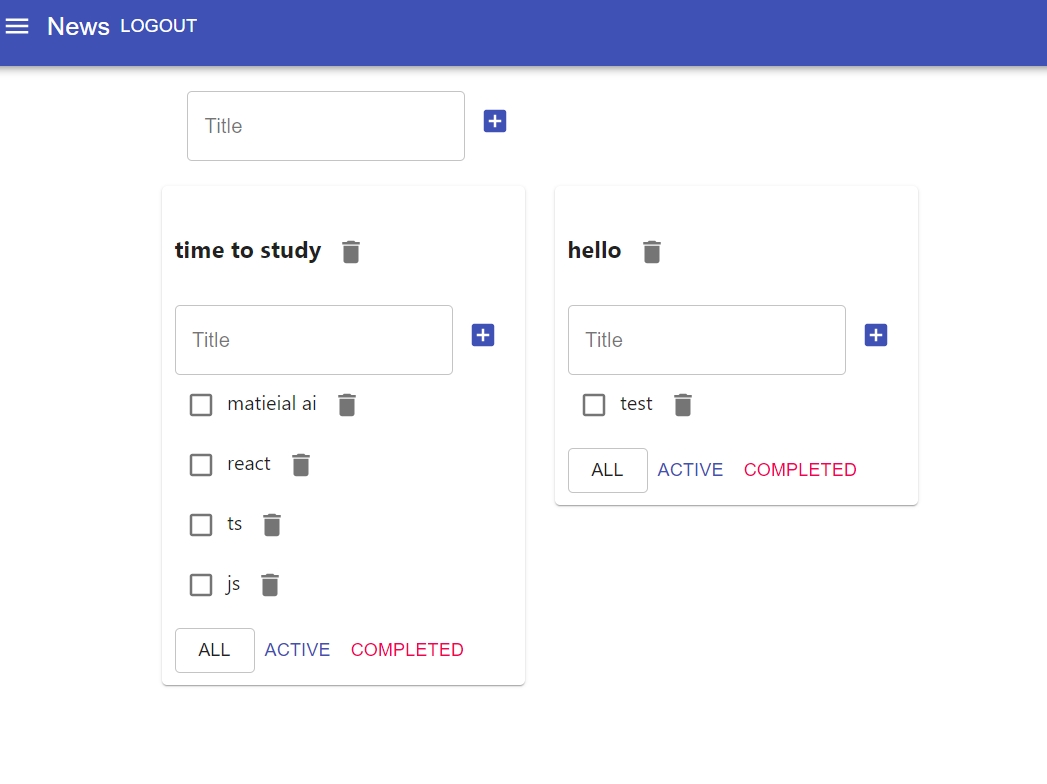 News LOGOUT
Title
time to study
Title
matieial ai
react
ts
js
ALL ACTIVE COMPLETED
hello
Title
test
ALL ACTIVE COMPLETED